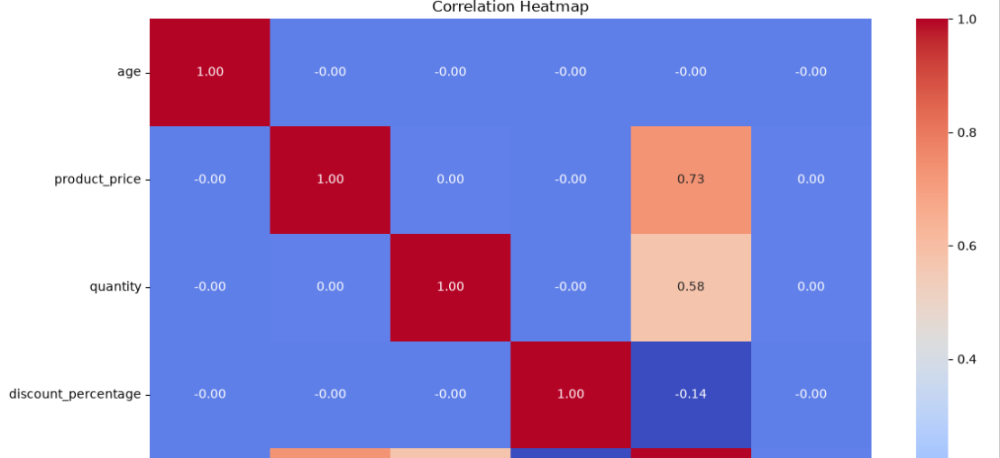 Correlation Heatmap
age 1.00 -0.00 -0.00 -0.00 -0.00 -0.00
product_price -0.00 1.00 0.00 -0.00 0.73 0.00
quantity -0.00 0.00 1.00 -0.00 0.58 0.00
discount_percentage -0.00 -0.00 -0.00 1.00 -0.14 -0.00
1.0
0.8
0.6
0.4